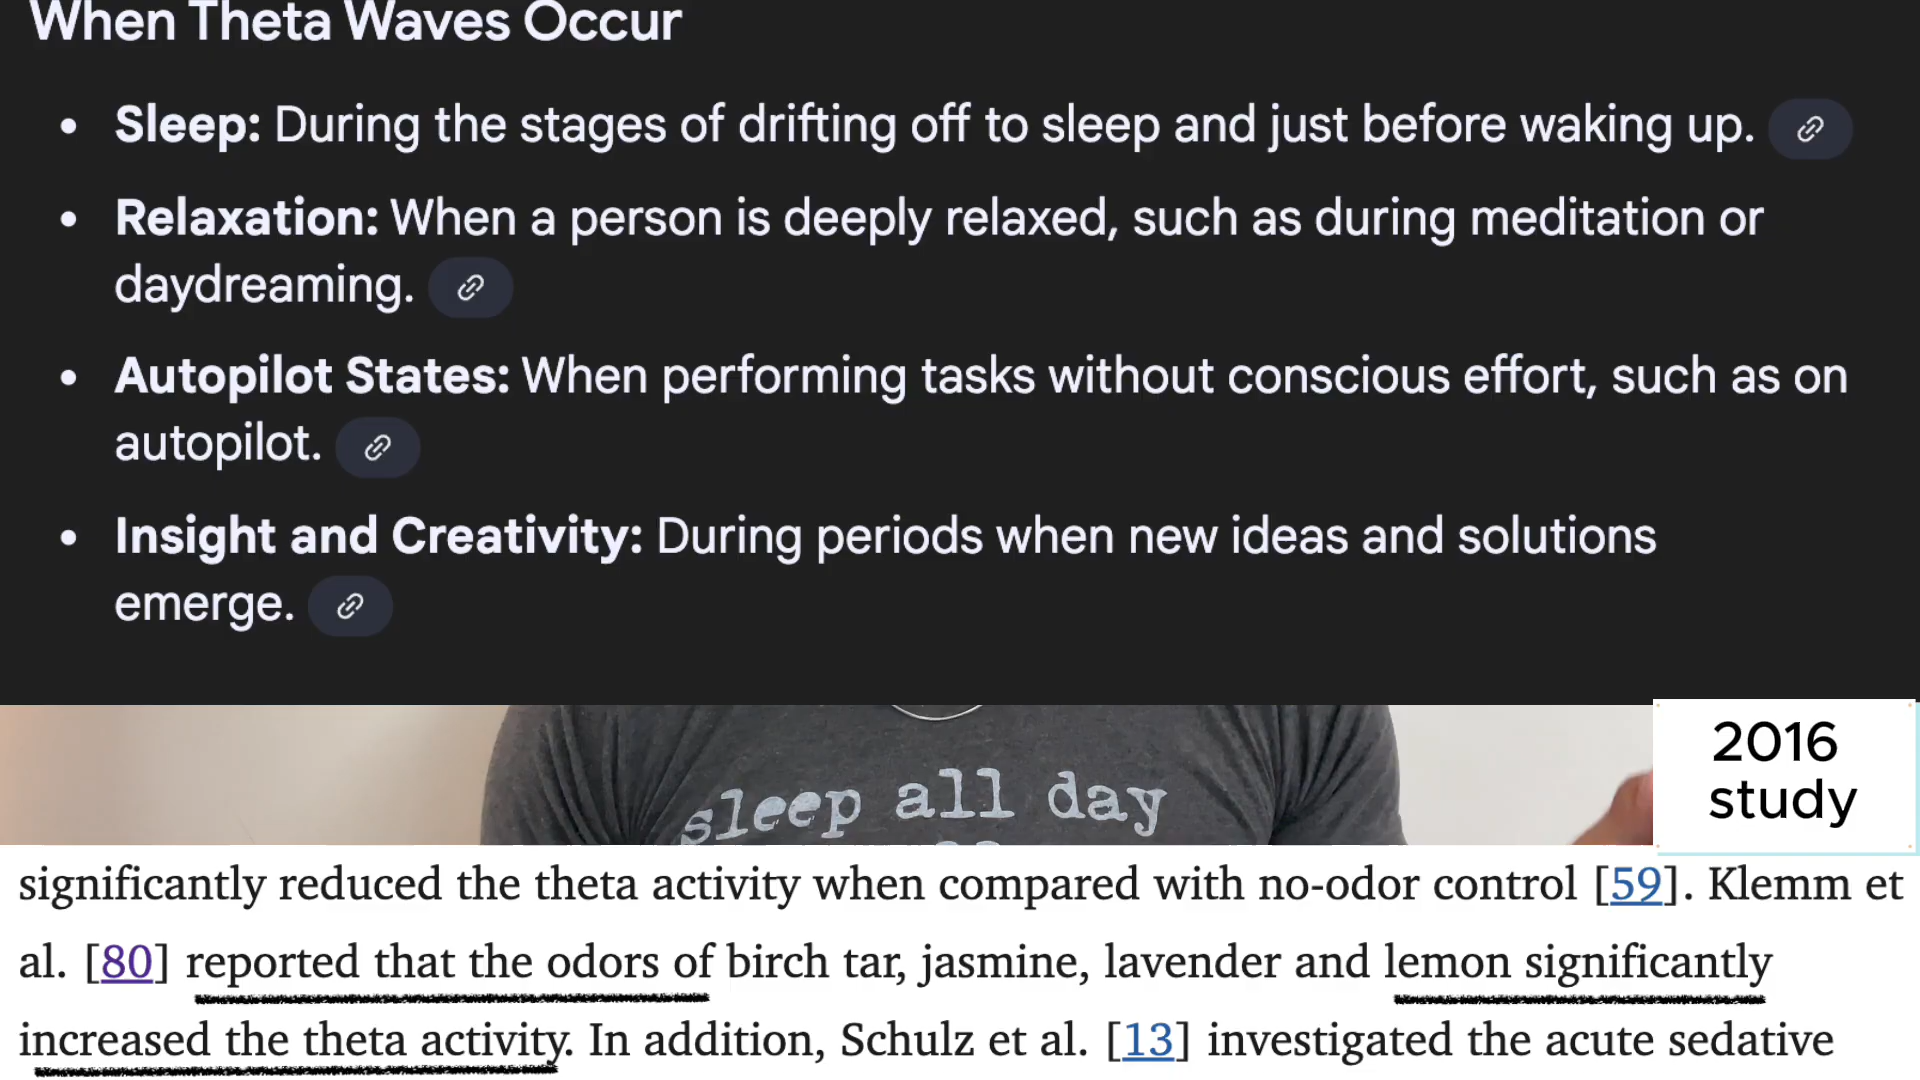 When Theta Waves Occur
• Sleep: During the stages of drifting off to sleep and just before waking up.
• Relaxation: When a person is deeply relaxed, such as during meditation or
daydreaming.
• Autopilot States: When performing tasks without conscious effort, such as on
autopilot.
• Insight and Creativity: During periods when new ideas and solutions
emerge.
2016
study
sleep all day
significantly reduced the theta activity when compared with no-odor control [59]. Klemm et
al. [80] reported that the odors of birch tar, jasmine, lavender and lemon significantly
increased the theta activity. In addition, Schulz et al. [13] investigated the acute sedative